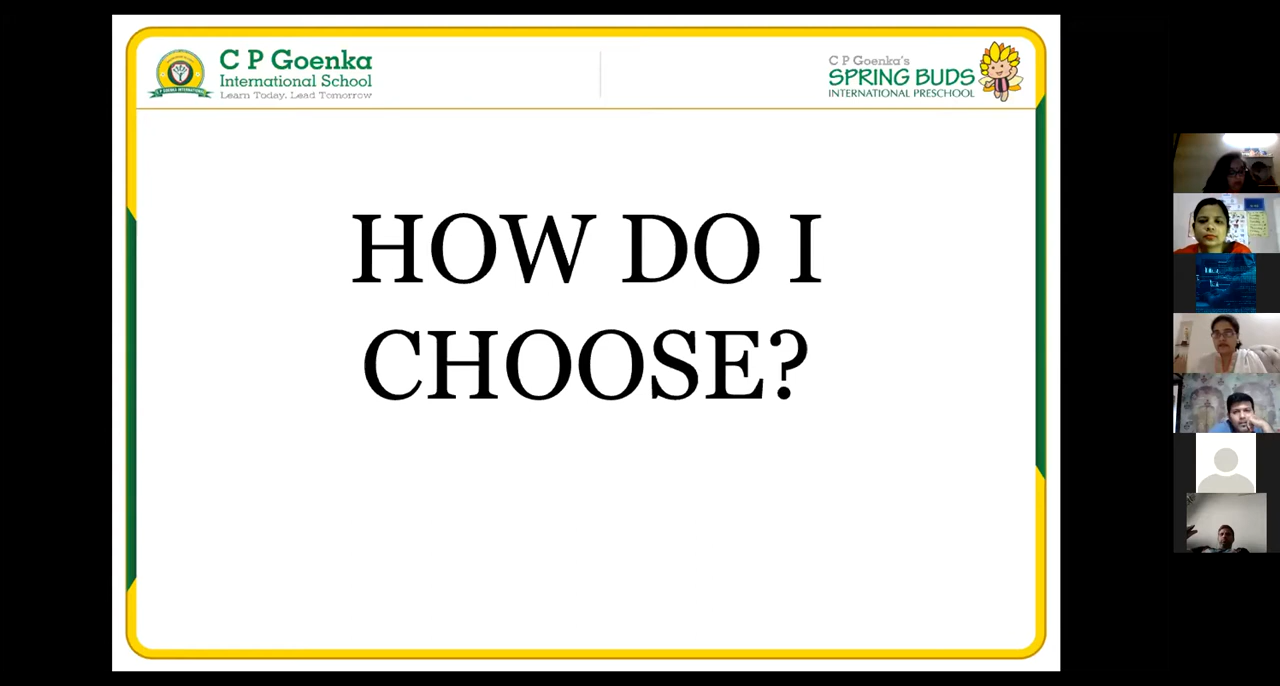 C P Goenka
International School
Learn Today. Lead Tomorrow
C P Goenka's
SPRING BUDS
INTERNATIONAL PRESCHOOL
HOW DO I
CHOOSE?